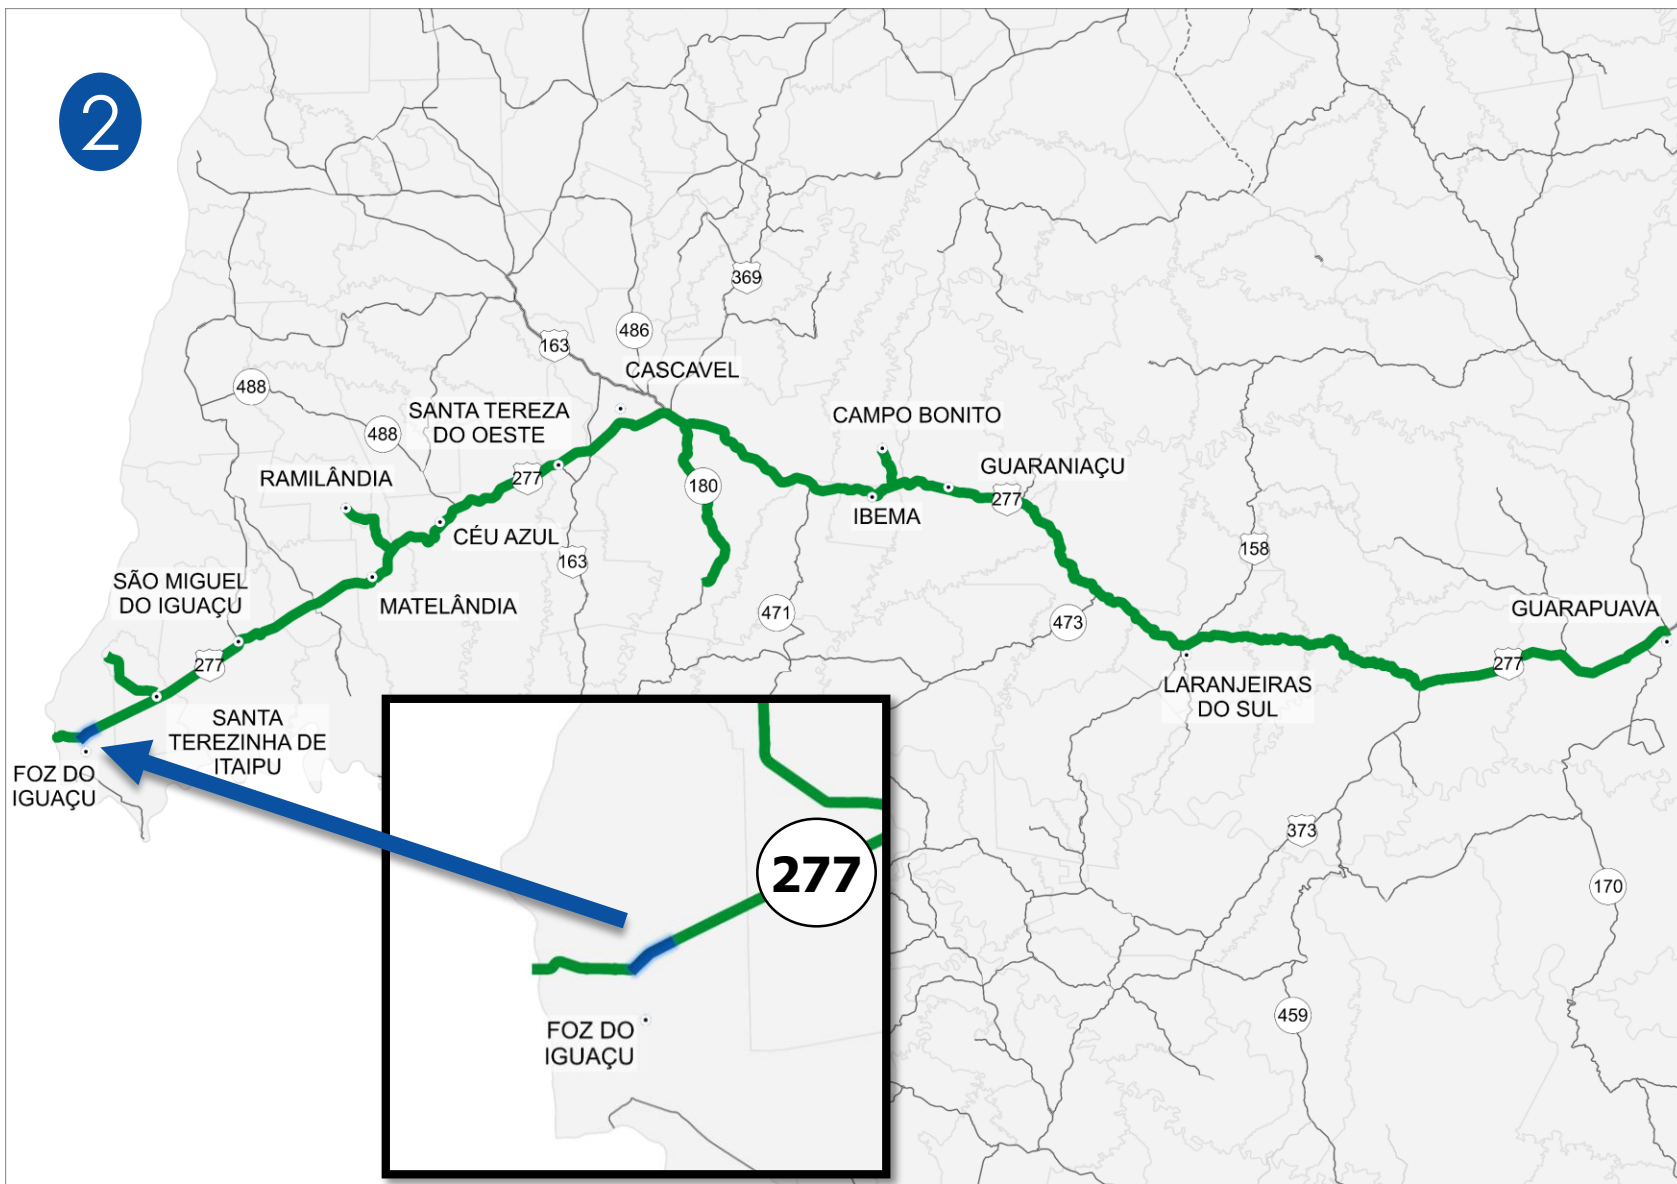 2
369
486
163
CASCAVEL
488
SANTA TEREZA
DO OESTE
CAMPO BONITO
488
GUARANIAÇU
RAMILÂNDIA
277
180
277
IBEMA
CÉU AZUL
163
158
SÃO MIGUEL
DO IGUAÇU
MATELÂNDIA
471
473
GUARAPUAVA
277
277
LARANJEIRAS
DO SUL
SANTA
TEREZINHA DE
ITAIPU
FOZ DO
IGUAÇU
373
277
170
459
FOZ DO
IGUAÇU